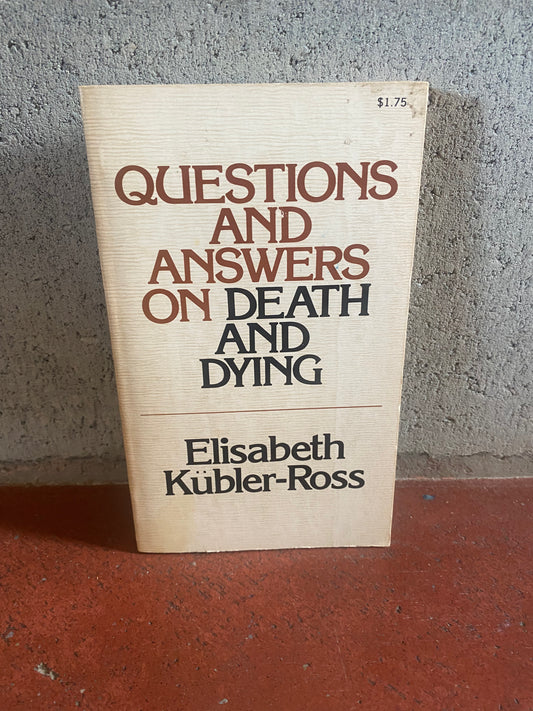 $1.75
QUESTIONS
AND
ANSWERS
ON DEATH
AND
DYING
Elisabeth
Kübler-Ross